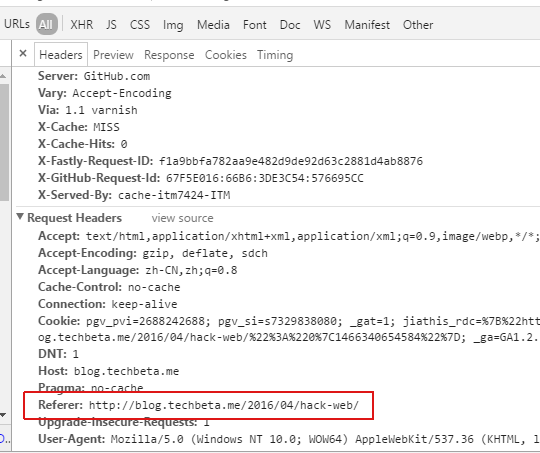 URLs All XHR JS CSS Img Media Font Doc WS Manifest Other
× Headers Preview Response Cookies Timing
Server: GitHub.com
Vary: Accept-Encoding
Via: 1.1 varnish
X-Cache: MISS
X-Cache-Hits: 0
X-Fastly-Request-ID: f1a9bbfa782aa9e482d9de92d63c2881d4ab8876
X-GitHub-Request-Id: 67F5E016:66B6:3DE3C54:576695CC
X-Served-By: cache-itm7424-ITM
Request Headers view source
Accept: text/html,application/xhtml+xml,application/xml;q=0.9,image/webp,*/*;
Accept-Encoding: gzip, deflate, sdch
Accept-Language: zh-CN,zh;q=0.8
Cache-Control: no-cache
Connection: keep-alive
Cookie: pgv_pvi=2688242688; pgv_si=s7329838080; _gat=1; jiathis_rdc=%7B%22htt
og.techbeta.me/2016/04/hack-web/%22%3A%220%7C1466340654584%22%7D; _ga=GA1.2.
DNT: 1
Host: blog.techbeta.me
Pragma: no-cache
Referer: http://blog.techbeta.me/2016/04/hack-web/
Upgrade-Insecure-Requests: 1
D... User-Agent: Mozilla/5.0 (Windows NT 10.0; WOW64) AppleWebKit/537.36 (KHTML, l